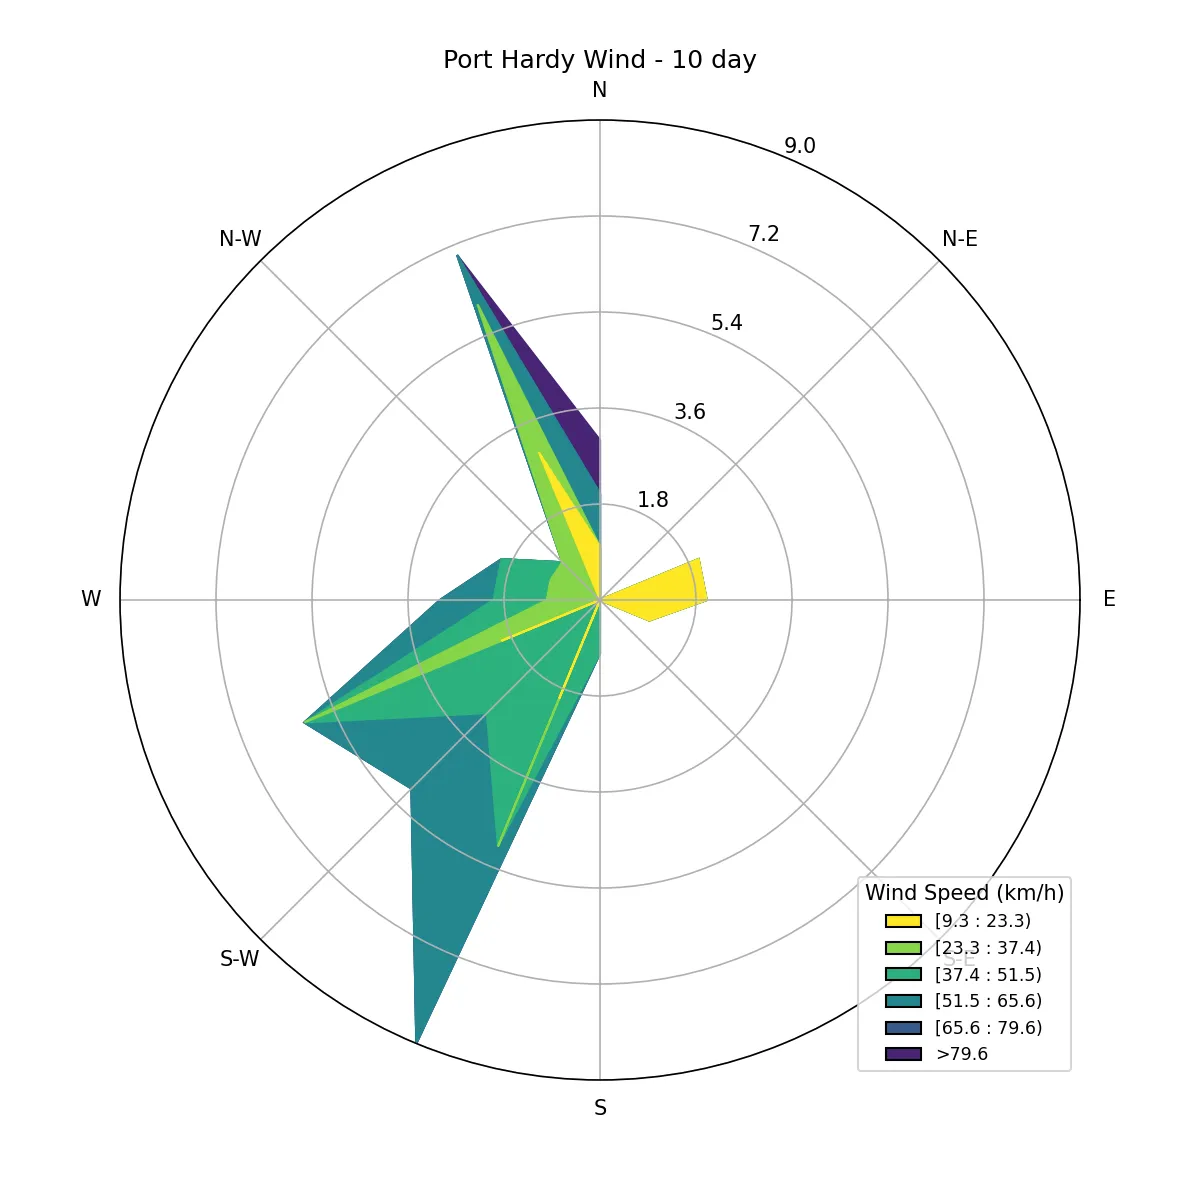 Port Hardy Wind - 10 day
N
9.0
N-W
N-E
7.2
5.4
3.6
1.8
W
E
S-W
S-E
S
Wind Speed (km/h)
[9.3 : 23.3)
[23.3 : 37.4)
[37.4 : 51.5)
[51.5 : 65.6)
[65.6 : 79.6)
>79.6